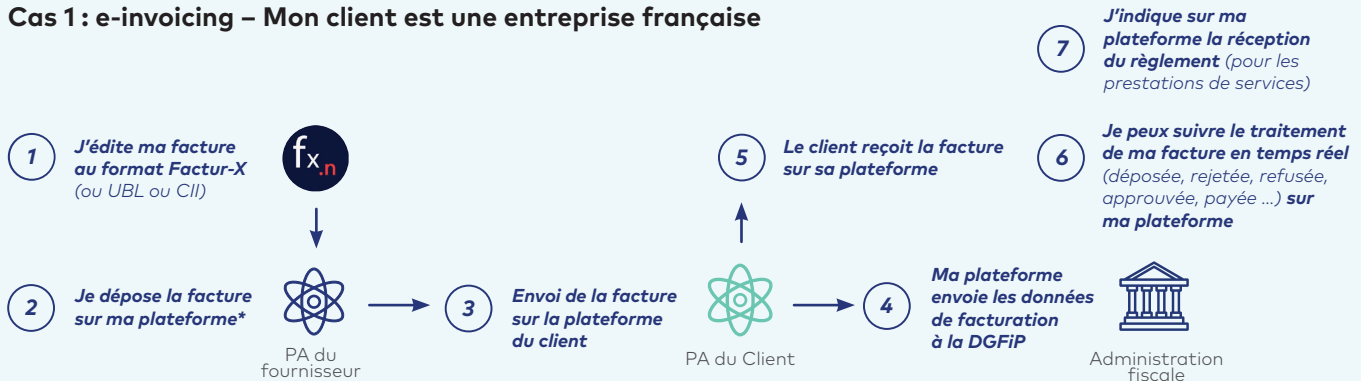 Cas 1 : e-invoicing – Mon client est une entreprise française
7
J'indique sur ma
plateforme la réception
du règlement (pour les
prestations de services)
1
J'édite ma facture
au format Factur-X
(ou UBL ou CII)
fx.n
5
Le client reçoit la facture
sur sa plateforme
6
Je peux suivre le traitement
de ma facture en temps réel
(déposée, rejetée, refusée,
approuvée, payée ...) sur
ma plateforme
2
Je dépose la facture
sur ma plateforme*
PA du
fournisseur
3
Envoi de la facture
sur la plateforme
du client
PA du Client
4
Ma plateforme
envoie les données
de facturation
à la DGFiP
Administration
fiscale